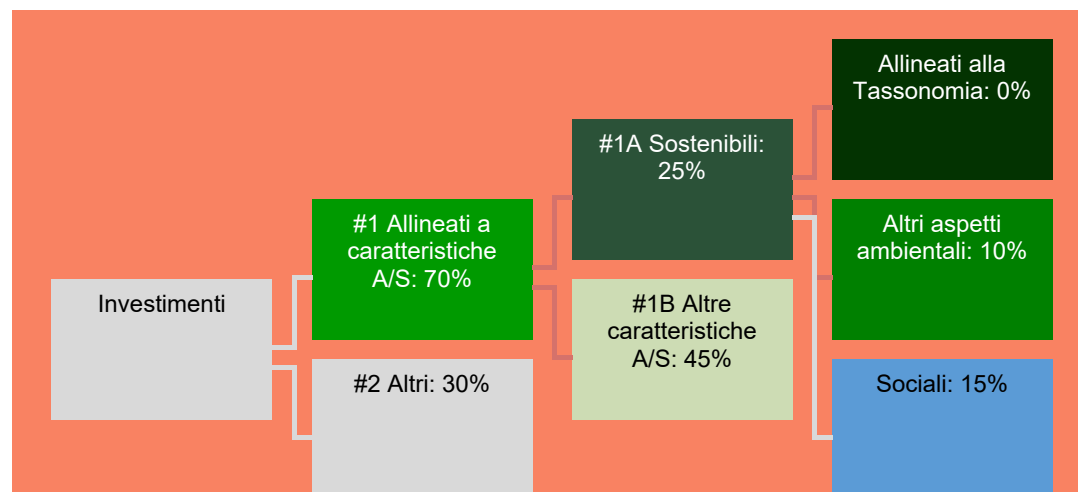 Investimenti
#1 Allineati a
caratteristiche
A/S: 70%
#2 Altri: 30%
#1A Sostenibili:
25%
#1B Altre
caratteristiche
A/S: 45%
Allineati alla
Tassonomia: 0%
Altri aspetti
ambientali: 10%
Sociali: 15%